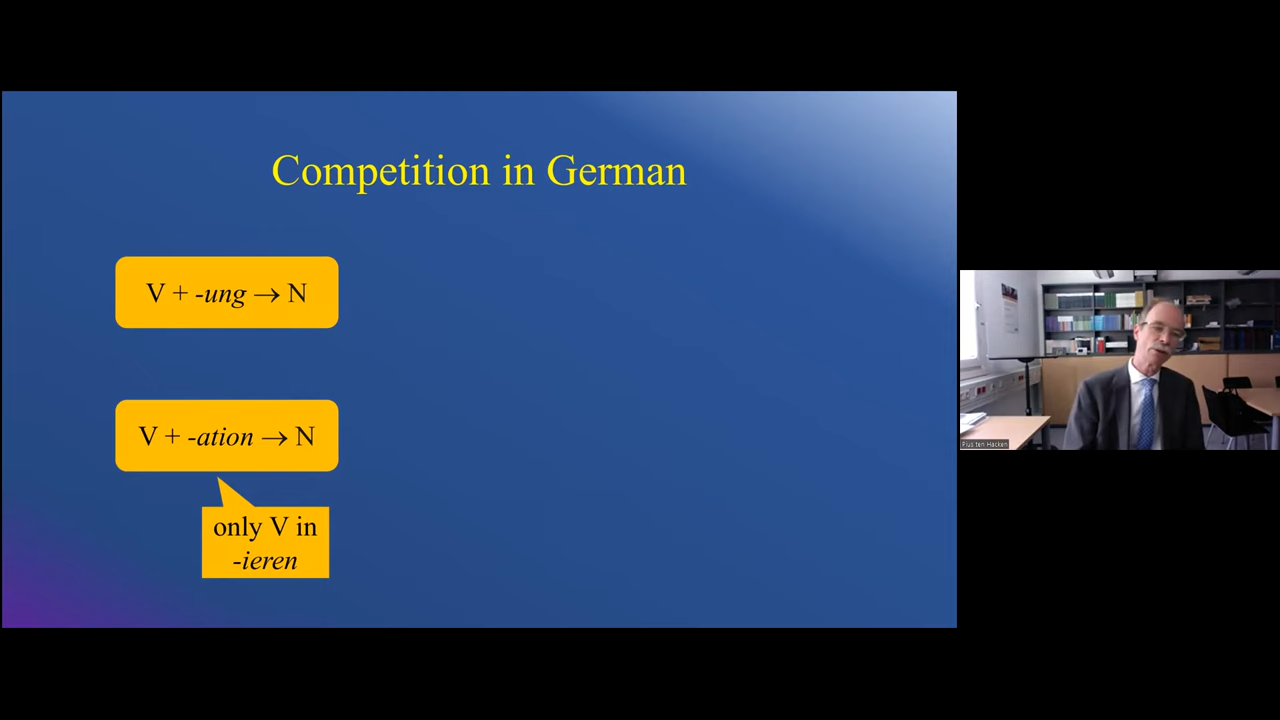 Competition in German
V + -ung → N
V + -ation → N
only V in
-ieren
Pius ten Hacken